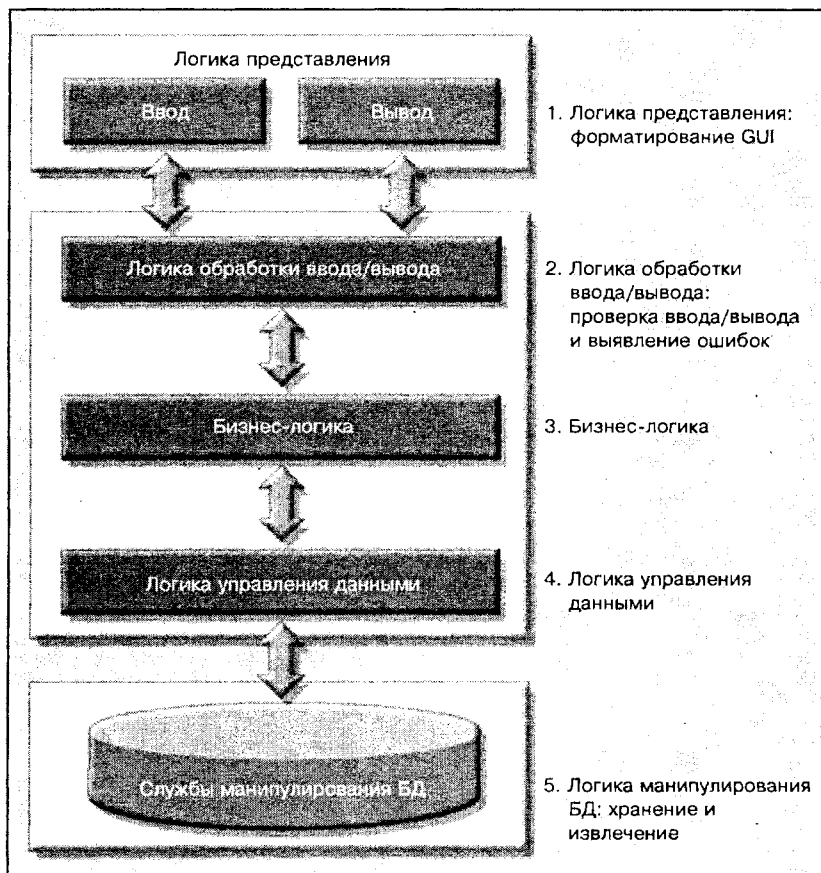 Логика представления
Ввод
Вывод
1. Логика представления:
форматирование GUI
Логика обработки ввода/вывода
2. Логика обработки
ввода/вывода:
проверка ввода/вывода
и выявление ошибок
Бизнес-логика
3. Бизнес-логика
Логика управления данными
4. Логика управления
данными
Службы манипулирования БД
5. Логика манипулирования
БД: хранение и
извлечение